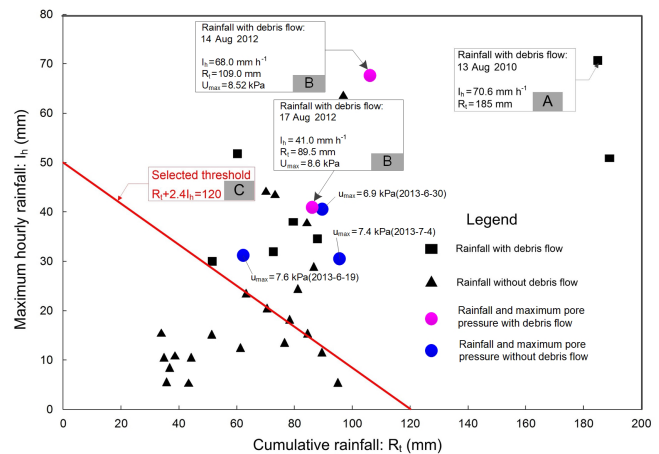 80
70
60
50
40
30
20
10
0
Maximum hourly rainfall: Iₕ (mm)
0
20
40
60
80
100
120
140
160
180
200
Cumulative rainfall: Rₜ (mm)
Rainfall with debris flow:
14 Aug 2012
Iₕ=68.0 mm h⁻¹
Rₜ=109.0 mm
Uₘₐₓ=8.52 kPa
B
Rainfall with debris flow:
13 Aug 2010
Iₕ=70.6 mm h⁻¹
Rₜ=185 mm
A
Rainfall with debris flow:
17 Aug 2012
Iₕ=41.0 mm h⁻¹
Rₜ=89.5 mm
Uₘₐₓ=8.6 kPa
B
Selected threshold
Rₜ+2.4Iₕ=120
C
uₘₐₓ=6.9 kPa(2013-6-30)
uₘₐₓ=7.4 kPa(2013-7-4)
uₘₐₓ=7.6 kPa(2013-6-19)
Legend
Rainfall with debris flow
Rainfall without debris flow
Rainfall and maximum pore
pressure with debris flow
Rainfall and maximum pore
pressure without debris flow